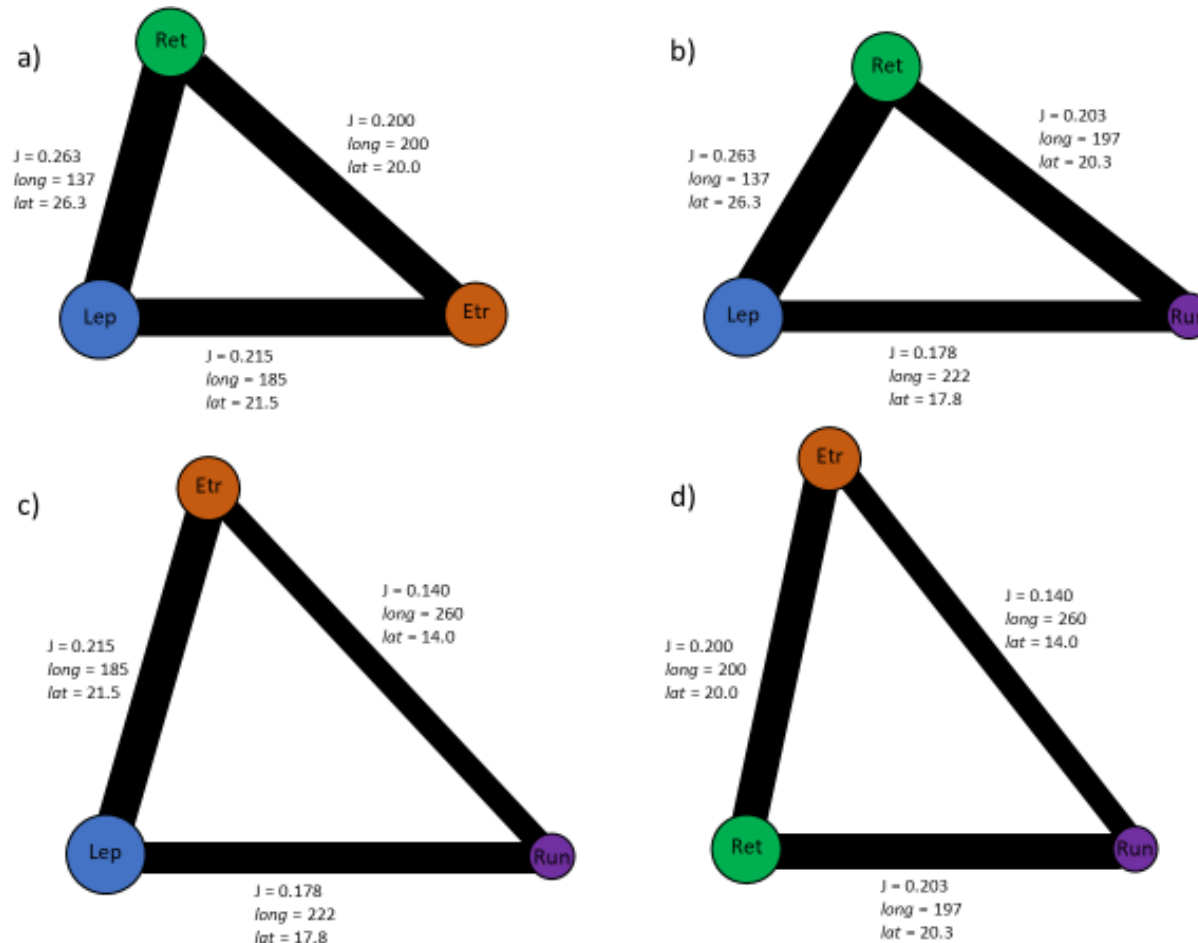 a)
Ret
J = 0.263
long = 137
lat = 26.3
J = 0.200
long = 200
lat = 20.0
Lep
Etr
J = 0.215
long = 185
lat = 21.5
b)
Ret
J = 0.263
long = 137
lat = 26.3
J = 0.203
long = 197
lat = 20.3
Lep
Run
J = 0.178
long = 222
lat = 17.8
c)
Etr
J = 0.215
long = 185
lat = 21.5
J = 0.140
long = 260
lat = 14.0
Lep
Run
J = 0.178
long = 222
lat = 17.8
d)
Etr
J = 0.200
long = 200
lat = 20.0
J = 0.140
long = 260
lat = 14.0
Ret
Run
J = 0.203
long = 197
lat = 20.3